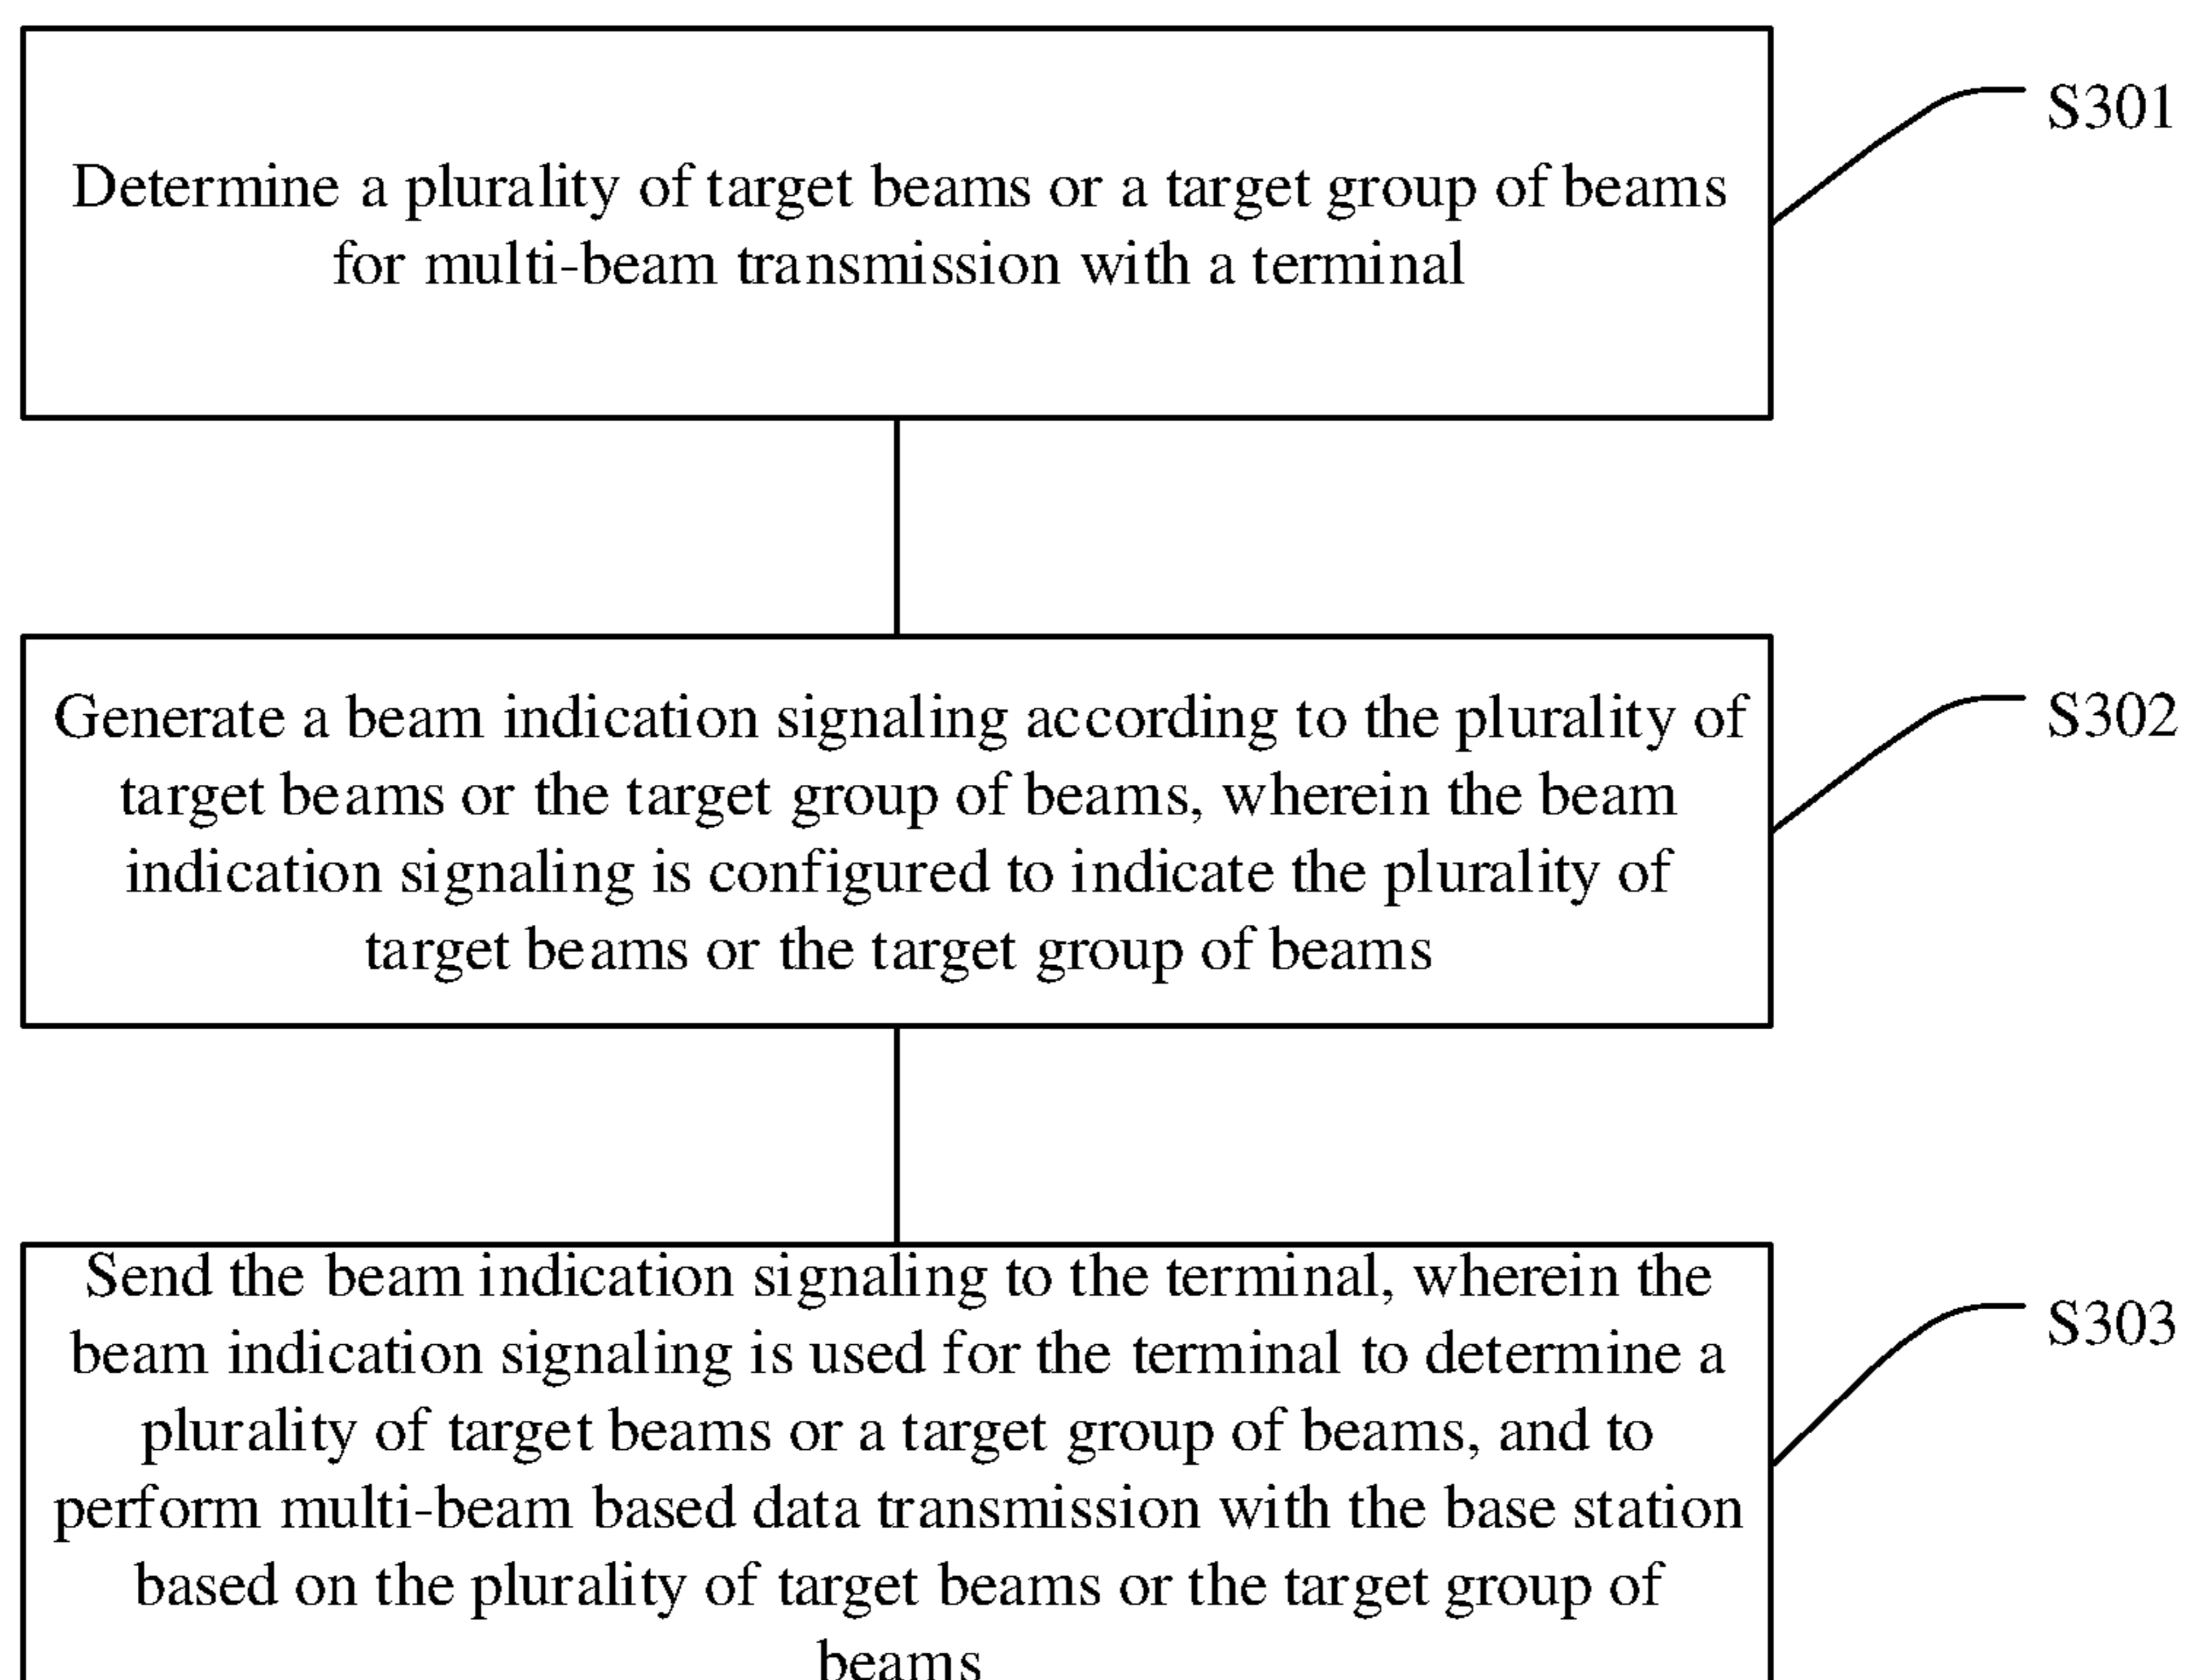 Determine a plurality of target beams or a target group of beams
for multi-beam transmission with a terminal
S301
Generate a beam indication signaling according to the plurality of
target beams or the target group of beams, wherein the beam
indication signaling is configured to indicate the plurality of
target beams or the target group of beams
S302
Send the beam indication signaling to the terminal, wherein the
beam indication signaling is used for the terminal to determine a
plurality of target beams or a target group of beams, and to
perform multi-beam based data transmission with the base station
based on the plurality of target beams or the target group of
beams
S303